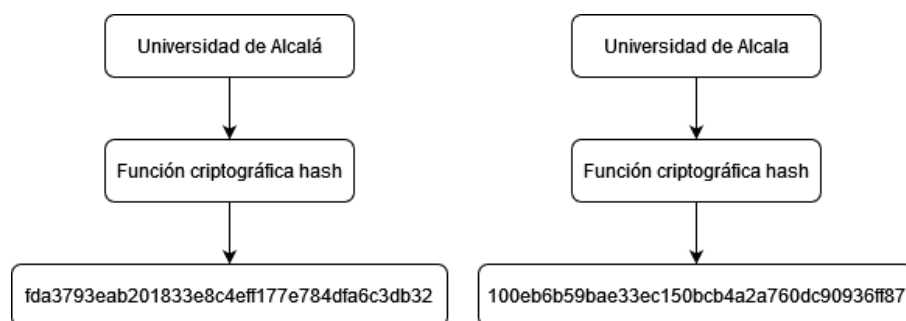 Universidad de Alcalá
Función criptográfica hash
fda3793eab201833e8c4eff177e784dfa6c3db32
Universidad de Alcala
Función criptográfica hash
100eb6b59bae33ec150bcb4a2a760dc90936ff87